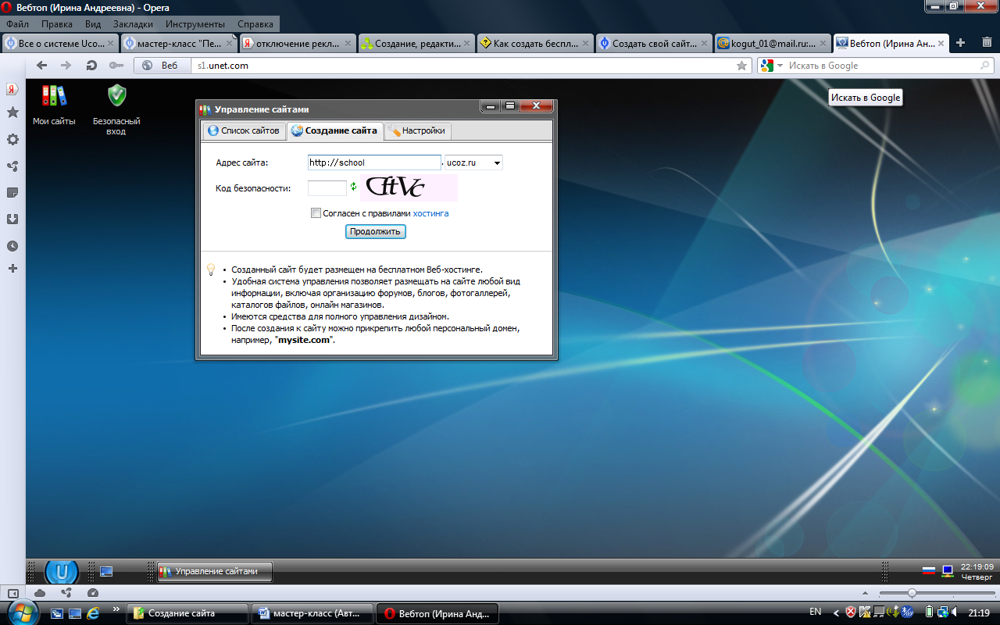 Вебтоп (Ирина Андреевна) - Opera
Файл Правка Вид Закладки Инструменты Справка
Все о системе Uco... мастер-класс "Пе... отключение рекл... Создание, редакти... Как создать беспл... Создать свой сайт... kogut_01@mail.ru:... Вебтоп (Ирина Ан...
Веб s1.unet.com Искать в Google
Искать в Google
Мои сайты
Безопасный
вход
Управление сайтами
Список сайтов Создание сайта Настройки
Адрес сайта: http://school . ucoz.ru
Код безопасности: CftVc
Согласен с правилами хостинга
Продолжить
• Созданный сайт будет размещен на бесплатном Веб-хостинге.
• Удобная система управления позволяет размещать на сайте любой вид
информации, включая организацию форумов, блогов, фотогаллерей,
каталогов файлов, онлайн магазинов.
• Имеются средства для полного управления дизайном.
• После создания к сайту можно прикрепить любой персональный домен,
например, "mysite.com".
U Управление сайтами 22:19:09
Четверг
» Создание сайта мастер-класс (Авт... Вебтоп (Ирина Анд... EN 21:19